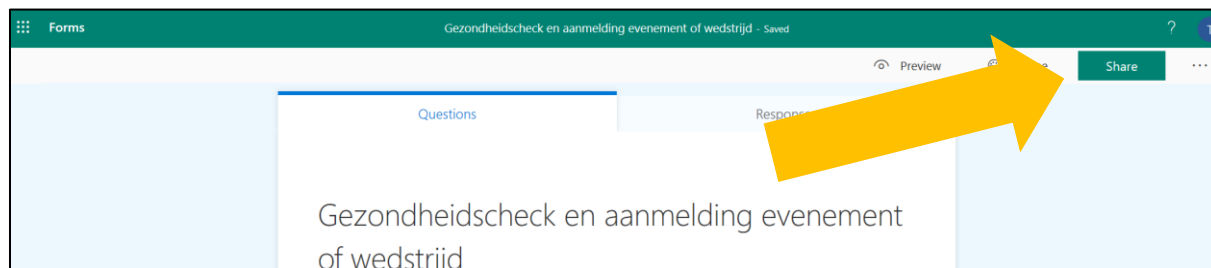 Forms
Gezondheidscheck en aanmelding evenement of wedstrijd - Saved
?
Preview
Share
...
Questions
Gezondheidscheck en aanmelding evenement
of wedstrijd